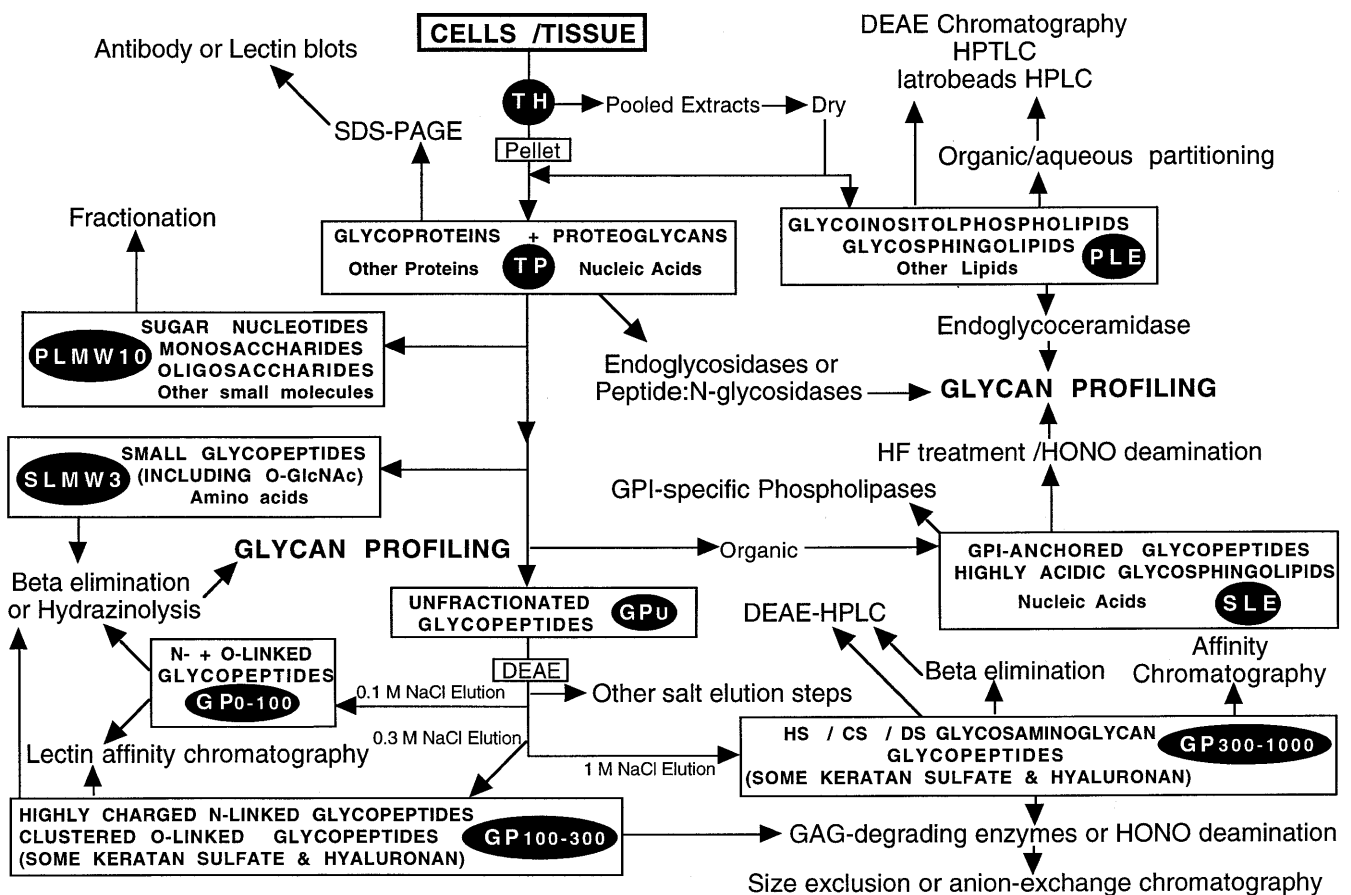 CELLS /TISSUE
DEAE Chromatography
HPTLC
Iatrobeads HPLC
Antibody or Lectin blots
TH
Pooled Extracts
Dry
SDS-PAGE
Pellet
Organic/aqueous partitioning
Fractionation
GLYCOPROTEINS + PROTEOGLYCANS
Other Proteins TP Nucleic Acids
GLYCOINOSITOLPHOSPHOLIPIDS
GLYCOSPHINGOLIPIDS
Other Lipids
PLE
PLMW10
SUGAR NUCLEOTIDES
MONOSACCHARIDES
OLIGOSACCHARIDES
Other small molecules
Endoglycoceramidase
Endoglycosidases or
Peptide:N-glycosidases
GLYCAN PROFILING
SLMW3
SMALL GLYCOPEPTIDES
(INCLUDING O-GlcNAc)
Amino acids
HF treatment /HONO deamination
GPI-specific Phospholipases
GLYCAN PROFILING
Organic
GPI-ANCHORED GLYCOPEPTIDES
HIGHLY ACIDIC GLYCOSPHINGOLIPIDS
Nucleic Acids
SLE
Beta elimination
or Hydrazinolysis
UNFRACTIONATED
GLYCOPEPTIDES
GPU
DEAE-HPLC
DEAE
N- + O-LINKED
GLYCOPEPTIDES
GP0-100
0.1 M NaCl Elution
Other salt elution steps
Beta elimination
Affinity
Chromatography
Lectin affinity chromatography
0.3 M NaCl Elution
1 M NaCl Elution
HS / CS / DS GLYCOSAMINOGLYCAN
GLYCOPEPTIDES
(SOME KERATAN SULFATE & HYALURONAN)
GP300-1000
HIGHLY CHARGED N-LINKED GLYCOPEPTIDES
CLUSTERED O-LINKED GLYCOPEPTIDES
(SOME KERATAN SULFATE & HYALURONAN)
GP100-300
GAG-degrading enzymes or HONO deamination
Size exclusion or anion-exchange chromatography